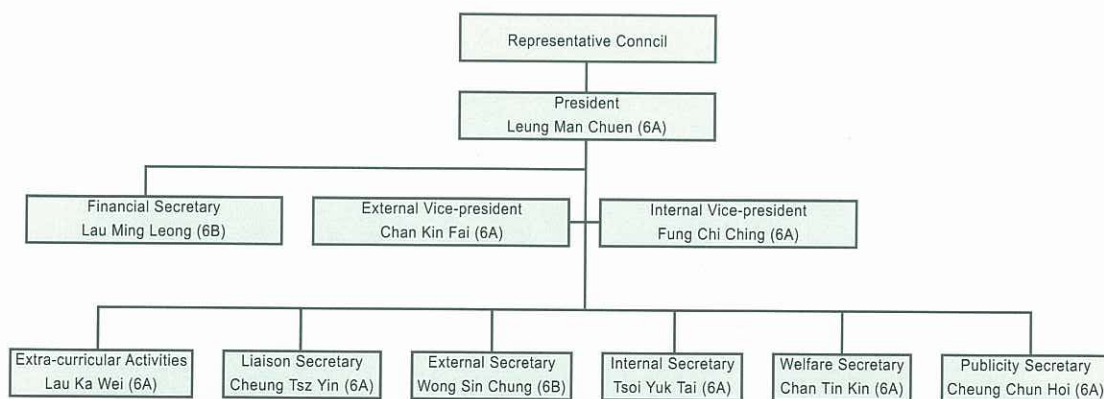 Representative Conncil
President
Leung Man Chuen (6A)
Financial Secretary
Lau Ming Leong (6B)
External Vice-president
Chan Kin Fai (6A)
Internal Vice-president
Fung Chi Ching (6A)
Extra-curricular Activities
Lau Ka Wei (6A)
Liaison Secretary
Cheung Tsz Yin (6A)
External Secretary
Wong Sin Chung (6B)
Internal Secretary
Tsoi Yuk Tai (6A)
Welfare Secretary
Chan Tin Kin (6A)
Publicity Secretary
Cheung Chun Hoi (6A)